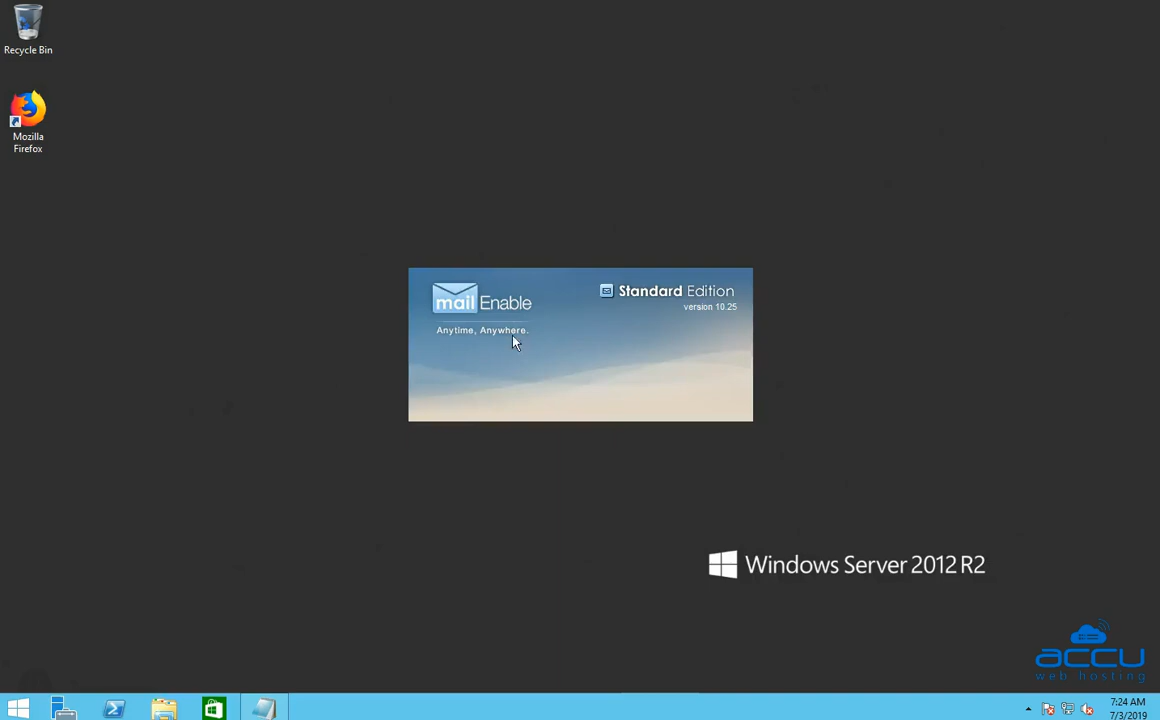 Recycle Bin
Mozilla
Firefox
mail Enable
Anytime, Anywhere.
Standard Edition
version 10.25
Windows Server 2012 R2
accu
web hosting
7:24 AM
7/3/2019